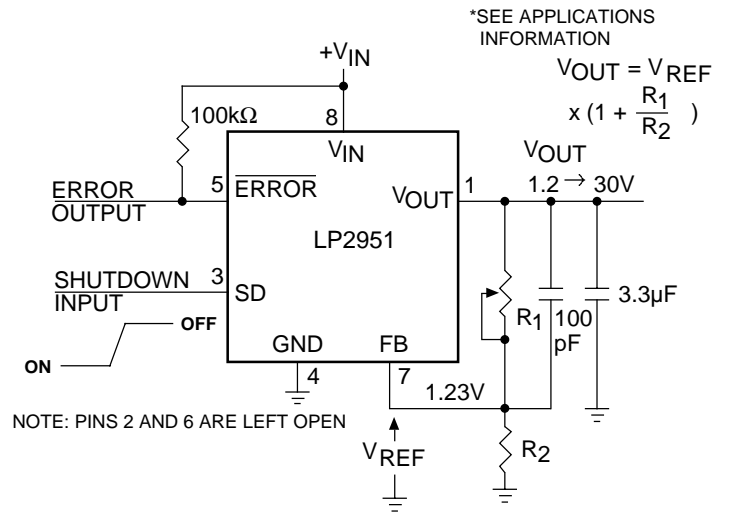 *SEE APPLICATIONS
INFORMATION
+VIN
VOUT = VREF
x (1 + R1/R2 )
100kΩ
8
VIN
VOUT
1.2 → 30V
ERROR
OUTPUT
5
ERROR
VOUT
1
LP2951
SHUTDOWN
INPUT
3
SD
R1
100
pF
3.3µF
OFF
ON
GND
FB
4
7
1.23V
NOTE: PINS 2 AND 6 ARE LEFT OPEN
VREF
R2